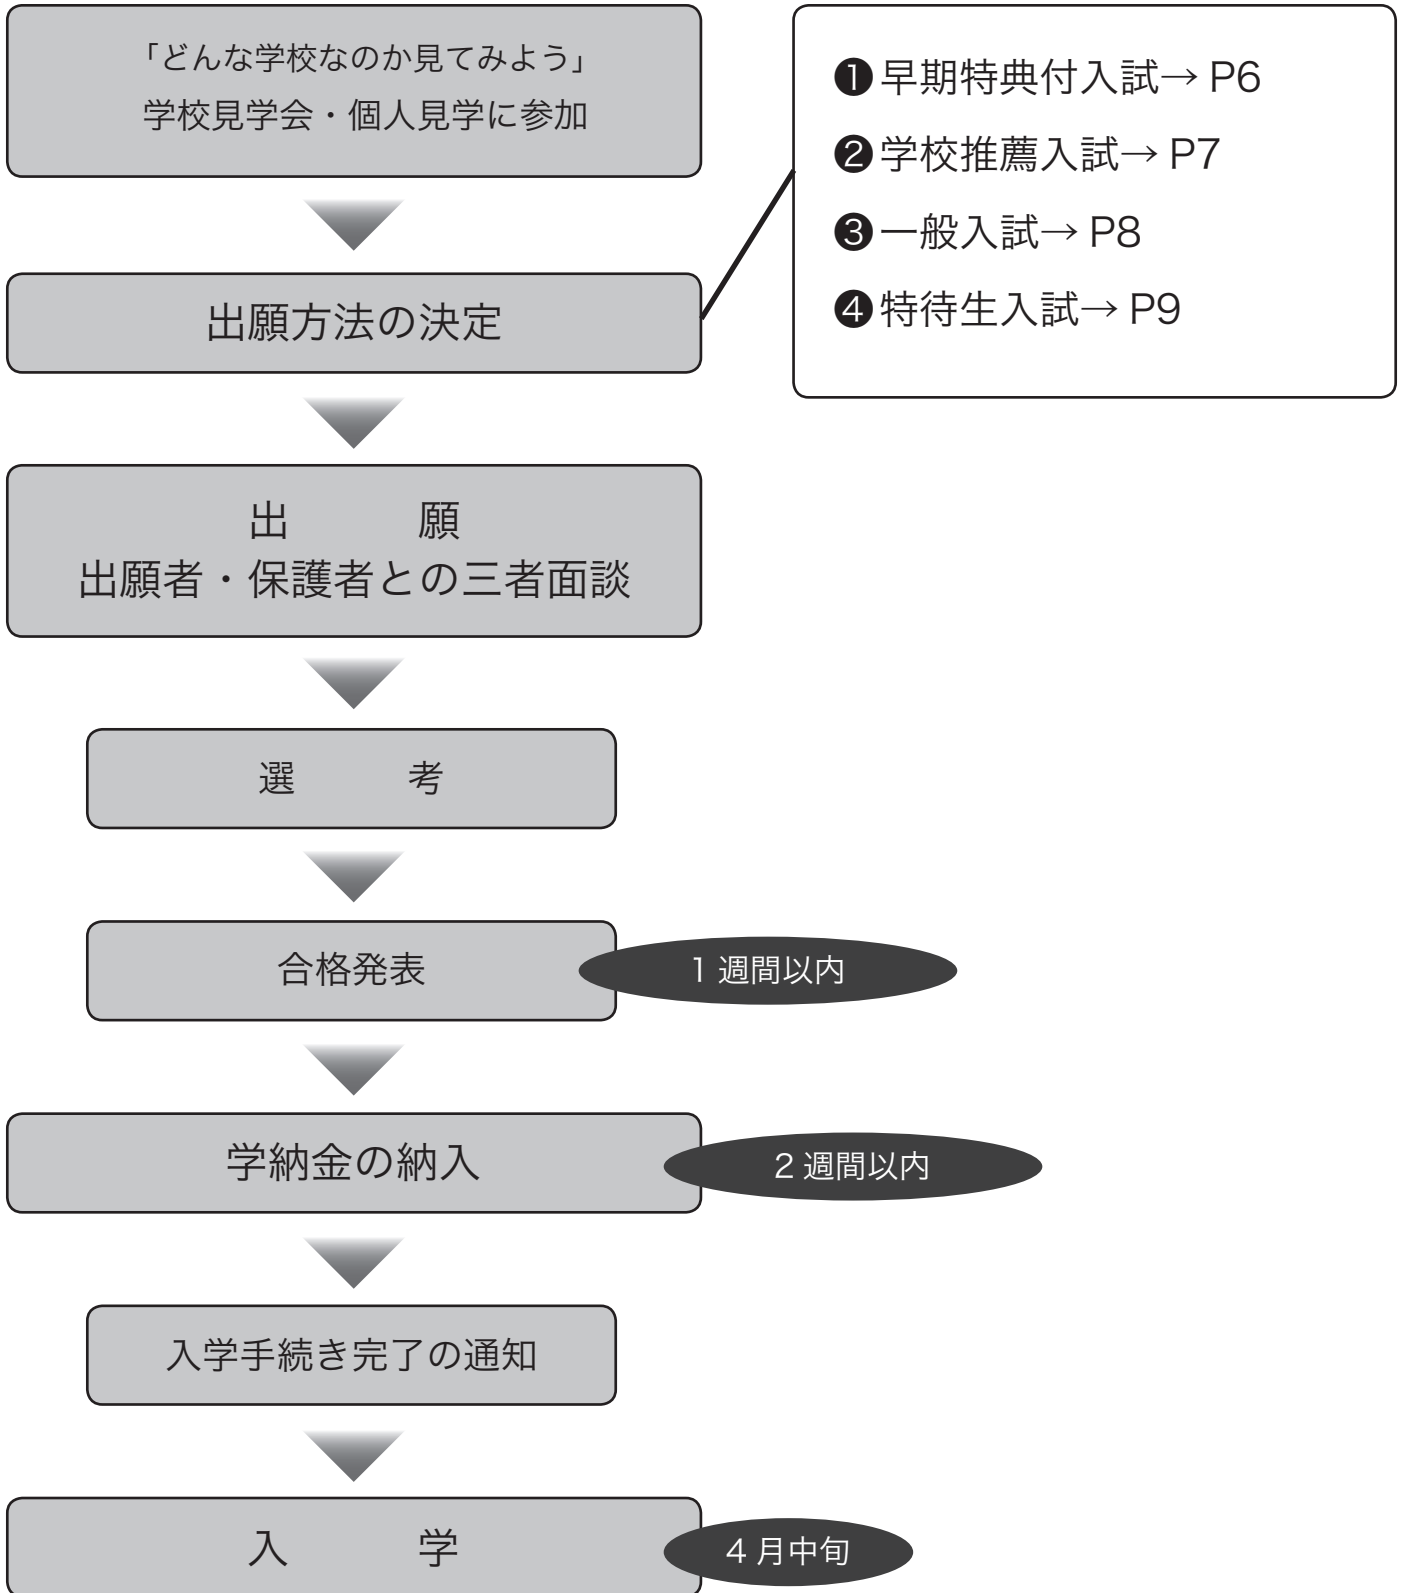 「どんな学校なのか見てみよう」
学校見学会・個人見学に参加
出願方法の決定
❶早期特典付入試→ P6
❷学校推薦入試→ P7
❸一般入試→ P8
❹特待生入試→ P9
出　　　願
出願者・保護者との三者面談
選　　　考
合格発表
1 週間以内
学納金の納入
2 週間以内
入学手続き完了の通知
入　　　学
4 月中旬